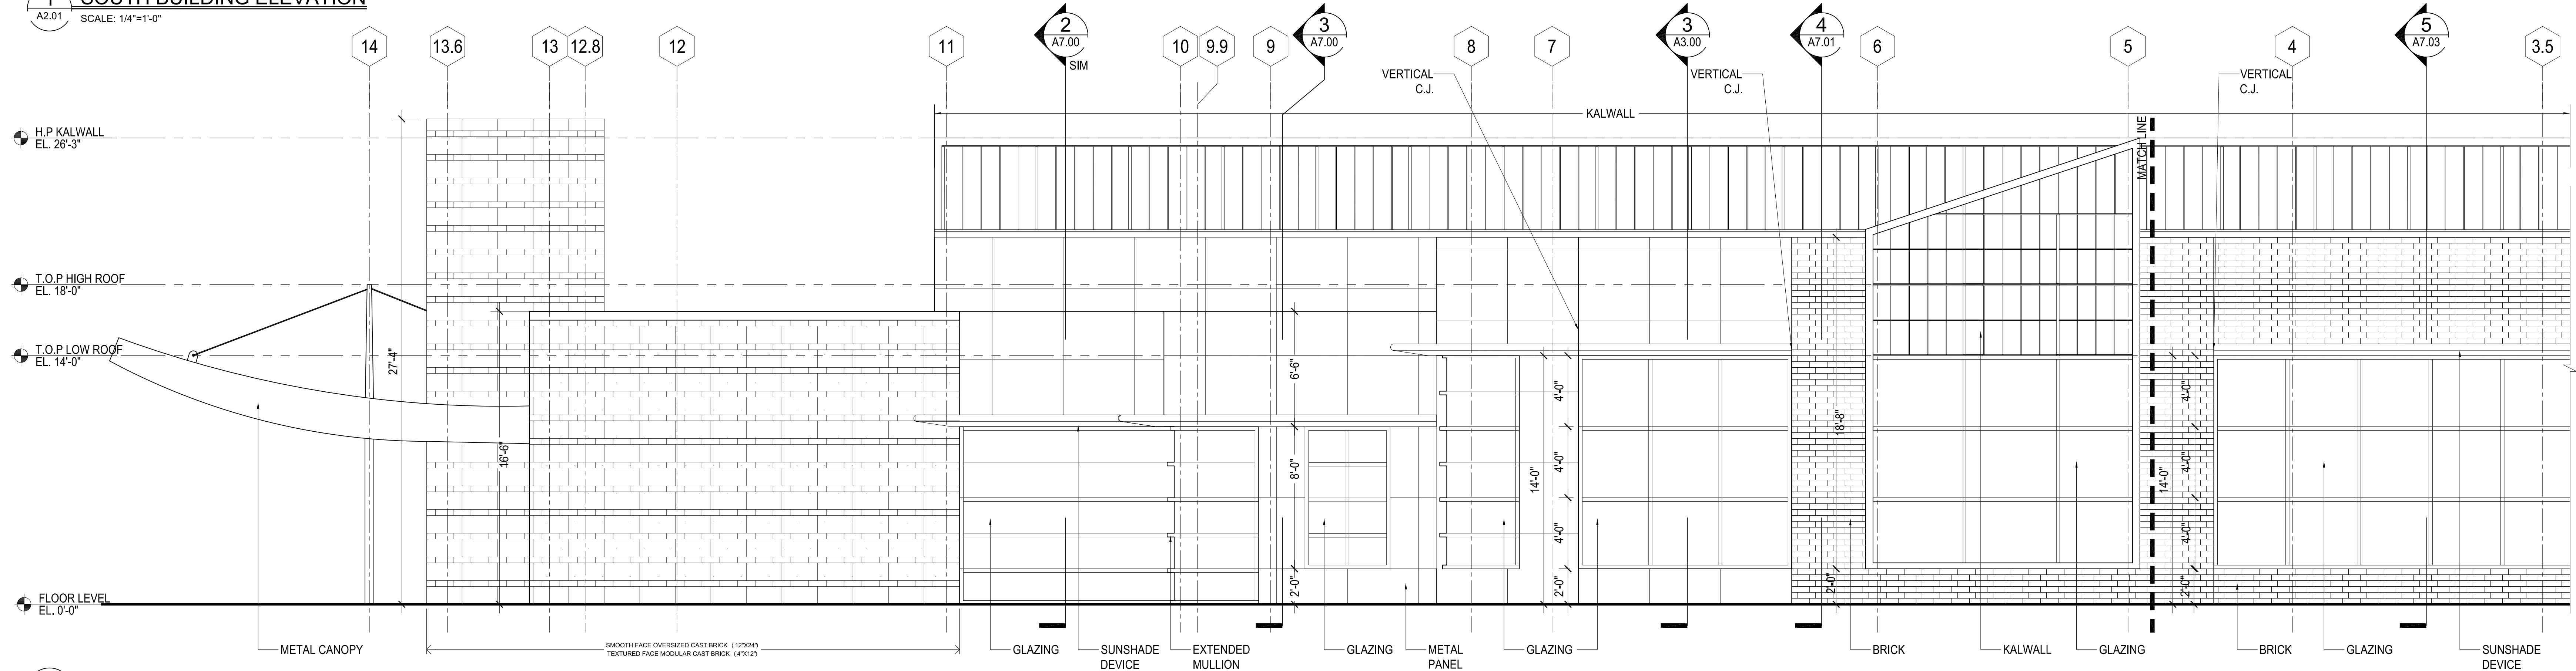 1
A2.01
SOUTH BUILDING ELEVATION
SCALE: 1/4"=1'-0"
14
13.6
13
12.8
12
11
2
A7.00
SIM
10
9.9
9
3
A7.00
8
7
3
A3.00
4
A7.01
6
5
4
5
A7.03
3.5
VERTICAL
C.J.
VERTICAL
C.J.
VERTICAL
C.J.
KALWALL
MATCH LINE
H.P KALWALL
EL. 26'-3"
T.O.P HIGH ROOF
EL. 18'-0"
T.O.P LOW ROOF
EL. 14'-0"
FLOOR LEVEL
EL. 0'-0"
27'-4"
16'-6"
6'-6"
8'-0"
2'-0"
14'-0"
4'-0"
4'-0"
4'-0"
2'-0"
18'-8"
2'-0"
14'-0"
4'-0"
4'-0"
4'-0"
2'-0"
METAL CANOPY
SMOOTH FACE OVERSIZED CAST BRICK ( 12"X24")
TEXTURED FACE MODULAR CAST BRICK ( 4"X12")
GLAZING
SUNSHADE
DEVICE
EXTENDED
MULLION
GLAZING
METAL
PANEL
GLAZING
BRICK
KALWALL
GLAZING
BRICK
GLAZING
SUNSHADE
DEVICE